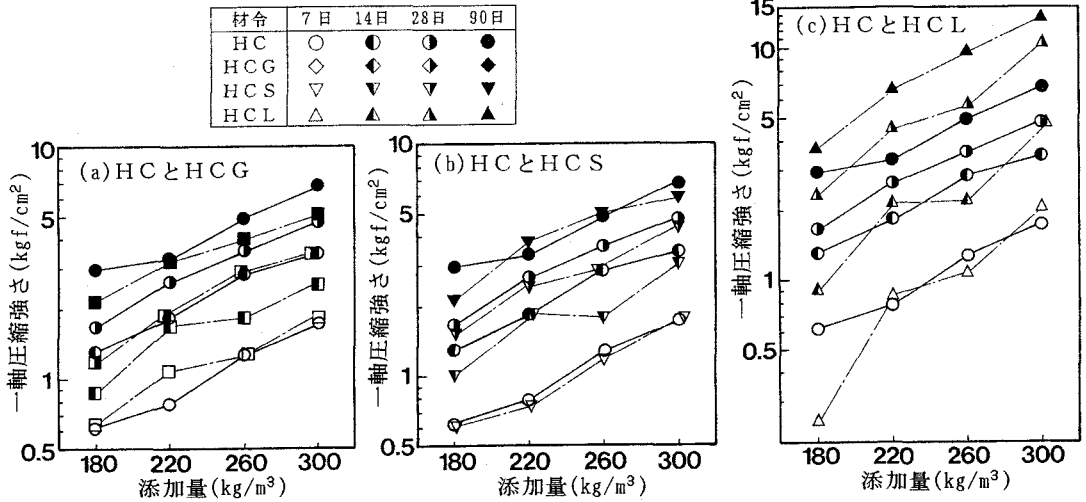 材令 7日 14日 28日 90日
HC
HCG
HCS
HCL
(a)HCとHCG
一軸圧縮強さ(kgf/cm²)
10
5
1
0.5
180 220 260 300
添加量(kg/m³)
(b)HCとHCS
一軸圧縮強さ(kgf/cm²)
10
5
1
0.5
180 220 260 300
添加量(kg/m³)
(c)HCとHCL
一軸圧縮強さ(kgf/cm²)
15
10
5
1
0.5
180 220 260 300
添加量(kg/m³)